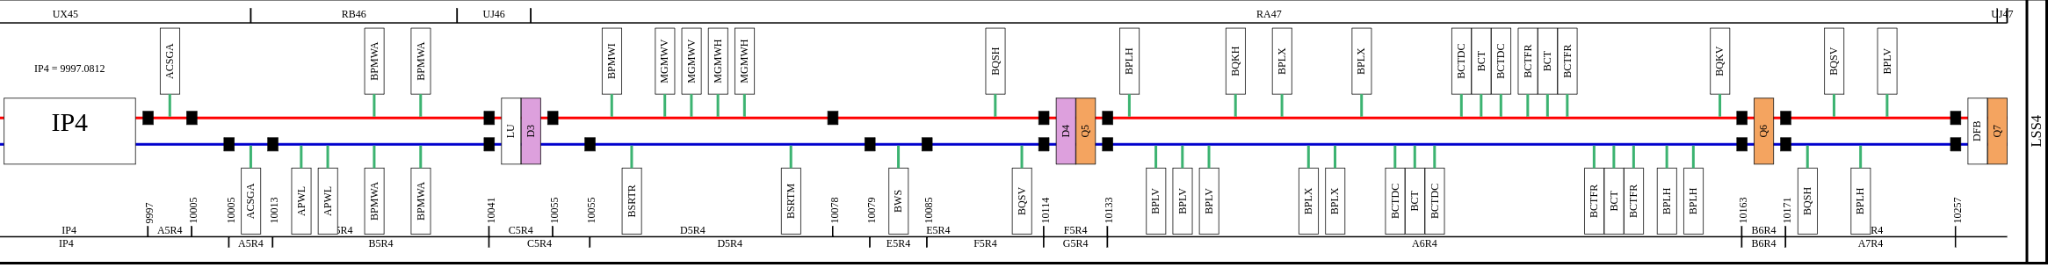 UX45 RB46 UJ46 RA47 UJ47
ACSGA BPMWA BPMWA BPMWI MGMWV MGMWV MGMWH MGMWH BQSH BPLH BQKH BPLX BPLX BCTDC BCT BCTDC BCTFR BCT BCTFR BQKV BQSV BPLV
IP4 = 9997.0812
IP4 LU D3 D4 Q5 Q6 DFB Q7
LSS4
ACSGA APWL APWL BPMWA BPMWA BSRTR BSRTM BWS BQSV BPLV BPLV BPLV BPLX BPLX BCTDC BCT BCTDC BCTFR BCT BCTFR BPLH BPLH BQSH BPLH
9997 10005 10005 10013 10041 10055 10055 10078 10079 10085 10114 10133 10163 10171 10257
IP4 A5R4 5R4 C5R4 D5R4 E5R4 F5R4 B6R4 R4
IP4 A5R4 B5R4 C5R4 D5R4 E5R4 F5R4 G5R4 A6R4 B6R4 A7R4